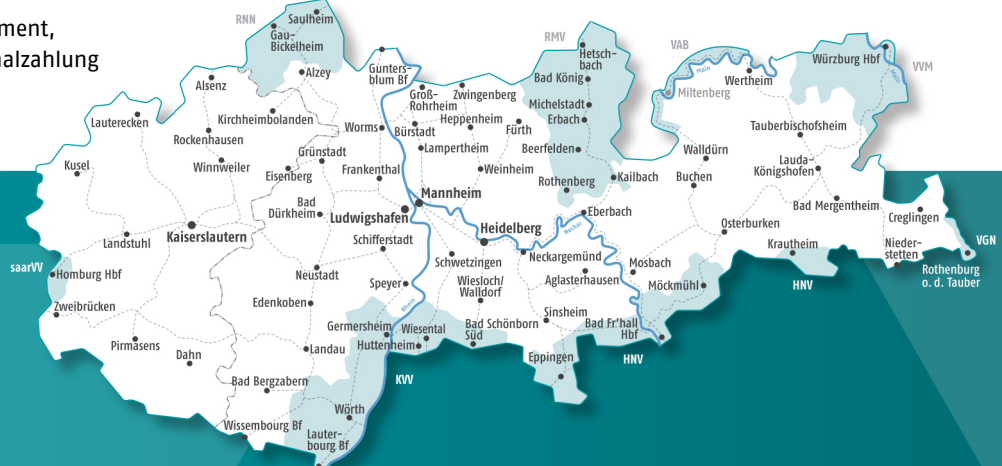 ment,
nalzahlung
RNN
Saulheim
Gau-
Bickelheim
Alzey
Gunters-
blum Bf
RMV
Hetsch-
bach
Bad König
Michelstadt
Erbach
Beerfelden
Rothenberg
Kailbach
VAB
Main
Miltenberg
Wertheim
Würzburg Hbf
Main
VVM
Alsenz
Lauterecken
Kirchheimbolanden
Rockenhausen
Winnweiler
Kusel
Groß-
Rohrheim
Zwingenberg
Worms
Bürstadt
Heppenheim
Fürth
Lampertheim
Weinheim
Grünstadt
Eisenberg
Frankenthal
Tauberbischofsheim
Walldürn
Lauda-
Königshofen
Buchen
Bad Mergentheim
Creglingen
Bad
Dürkheim
Mannheim
Ludwigshafen
Heidelberg
Neckar
Eberbach
Osterburken
Krautheim
Nieder-
stetten
VGN
Rothenburg
o. d. Tauber
Landstuhl
Kaiserslautern
Schifferstadt
Schwetzingen
Neckargemünd
Mosbach
saarVV
Homburg Hbf
Neustadt
Speyer
Wiesloch/
Walldorf
Aglasterhausen
Möckmühl
HNV
Zweibrücken
Edenkoben
Rhein
Sinsheim
Germersheim
Wiesental
Bad Schönborn
Süd
Bad Fr'hall
Hbf
Pirmasens
Dahn
Landau
Huttenheim
Eppingen
HNV
KVV
Bad Bergzabern
Wörth
Wissembourg Bf
Lauter-
bourg Bf